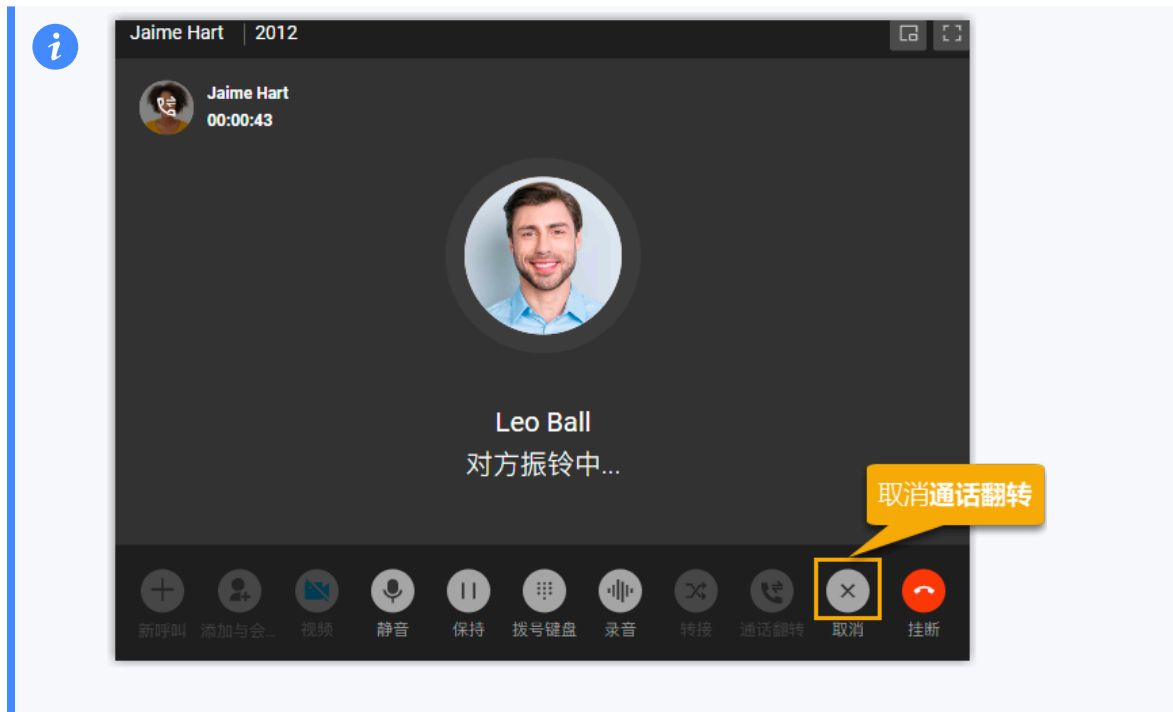 Jaime Hart 2012
Jaime Hart
00:00:43
Leo Ball
对方振铃中...
取消通话翻转
新呼叫 添加与会... 视频 静音 保持 拨号键盘 录音 转接 通话翻转 取消 挂断